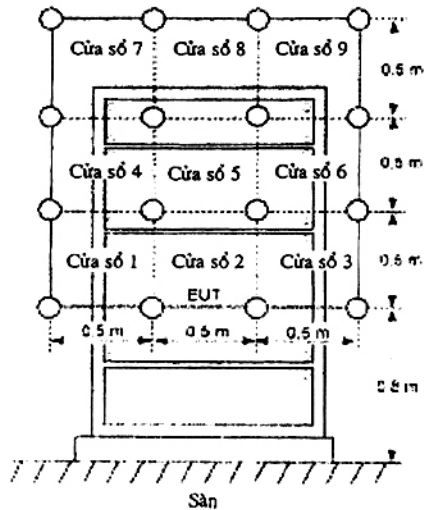 Cửa sổ 7 Cửa sổ 8 Cửa sổ 9
0.5 m
Cửa sổ 4 Cửa sổ 5 Cửa sổ 6
0.5 m
Cửa sổ 1 Cửa sổ 2 Cửa sổ 3
0.5 m
EUT
0.5 m 0.5 m 0.5 m
0.8 m
Sàn